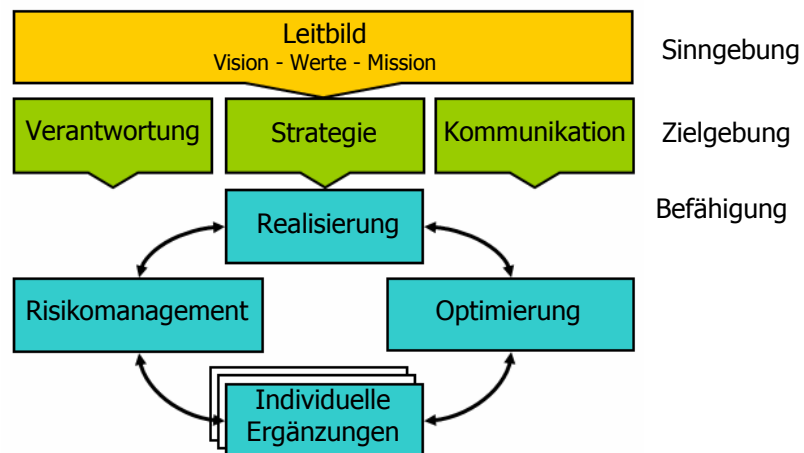 Leitbild
Vision - Werte - Mission
Sinngebung
Verantwortung
Strategie
Kommunikation
Zielgebung
Befähigung
Realisierung
Risikomanagement
Optimierung
Individuelle
Ergänzungen